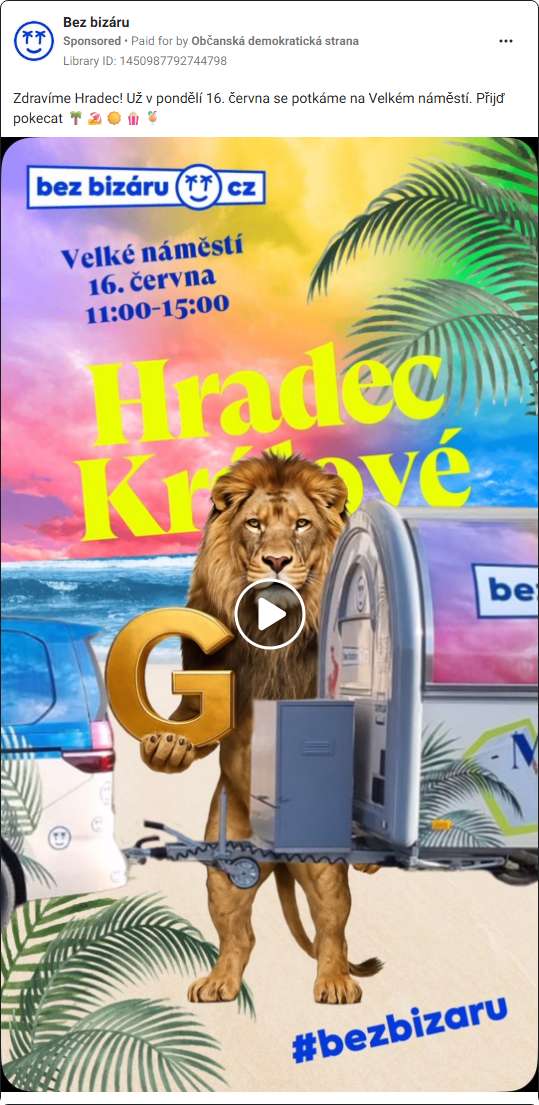 Bez bizáru
Sponsored • Paid for by Občanská demokratická strana
Library ID: 1450987792744798
Zdravíme Hradec! Už v pondělí 16. června se potkáme na Velkém náměstí. Přijď
pokecat 🌴 🏖️ 🌞 🍿 🍹
bez bizáru cz
Velké náměstí
16. června
11:00-15:00
Hradec
Králové
be
G
M
#bezbizaru